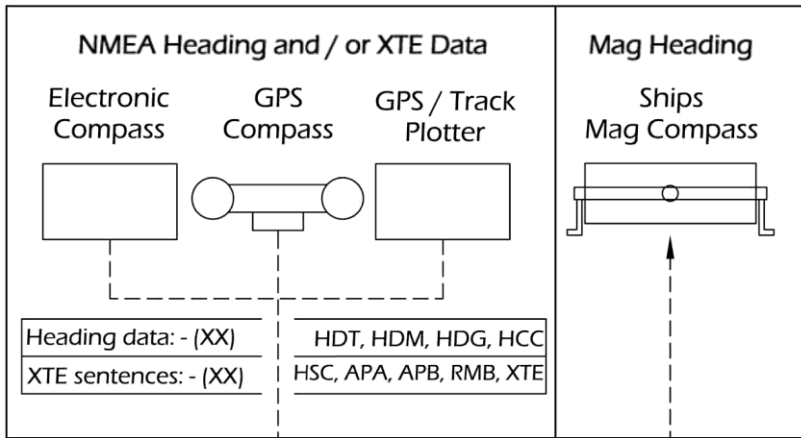 NMEA Heading and / or XTE Data
Electronic
Compass
GPS
Compass
GPS / Track
Plotter
Heading data: - (XX)
HDT, HDM, HDG, HCC
XTE sentences: - (XX)
HSC, APA, APB, RMB, XTE
Mag Heading
Ships
Mag Compass